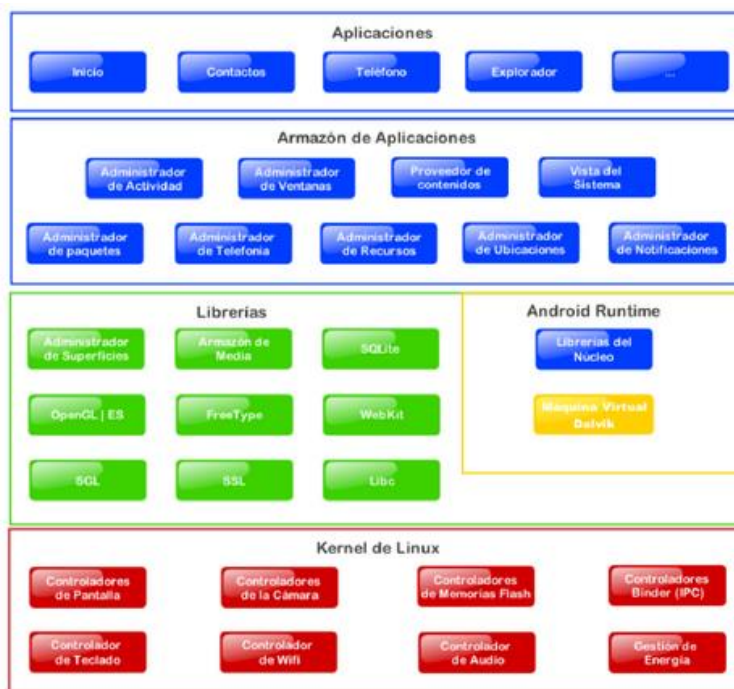 Aplicaciones
Inicio
Contactos
Teléfono
Explorador
...
Armazón de Aplicaciones
Administrador
de Actividad
Administrador
de Ventanas
Proveedor de
contenidos
Vista del
Sistema
Administrador
de paquetes
Administrador
de Telefonía
Administrador
de Recursos
Administrador
de Ubicaciones
Administrador
de Notificaciones
Librerías
Administrador
de Superficies
Armazón de
Media
SQLite
OpenGL | ES
FreeType
WebKit
SGL
SSL
Libc
Android Runtime
Librerías del
Núcleo
Máquina Virtual
Dalvik
Kernel de Linux
Controladores
de Pantalla
Controladores
de la Cámara
Controladores
de Memorias Flash
Controladores
Binder (IPC)
Controlador
de Teclado
Controlador
de Wifi
Controlador
de Audio
Gestión de
Energía